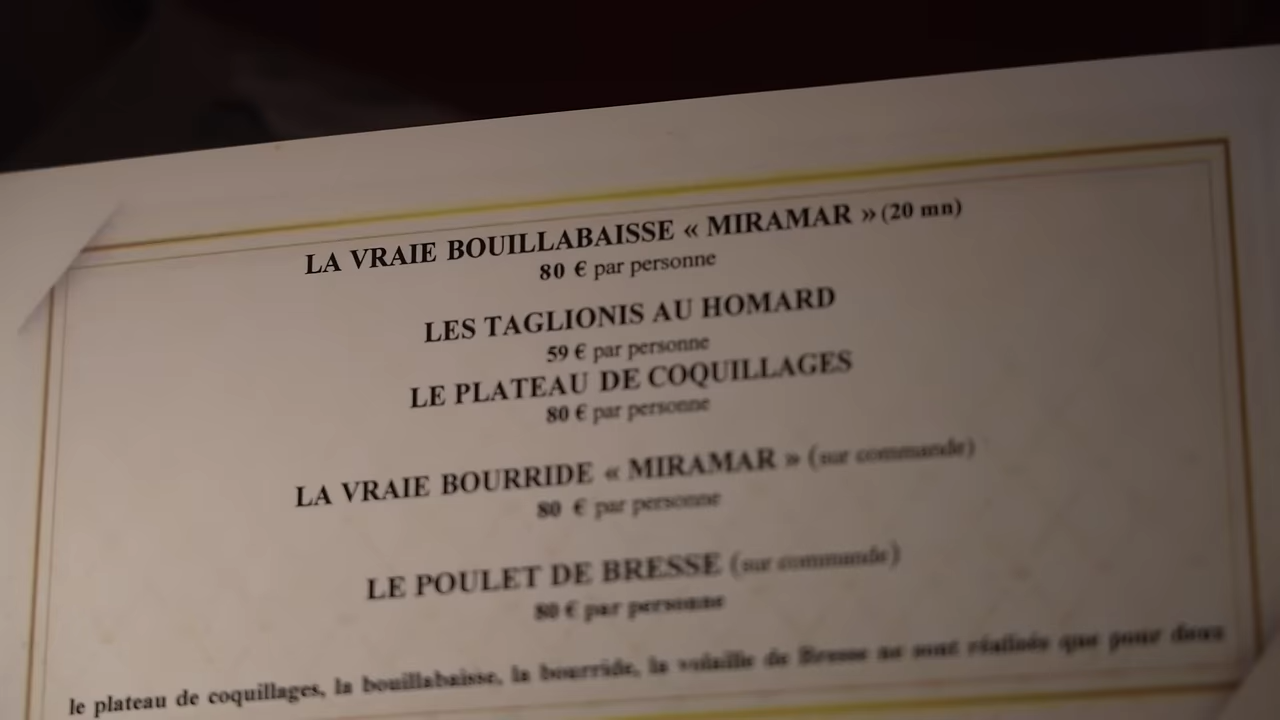 LA VRAIE BOUILLABAISSE « MIRAMAR » (20 mn)
80 € par personne
LES TAGLIONIS AU HOMARD
59 € par personne
LE PLATEAU DE COQUILLAGES
80 € par personne
LA VRAIE BOURRIDE « MIRAMAR » (sur commande)
80 € par personne
LE POULET DE BRESSE (sur commande)
80 € par personne
le plateau de coquillages, la bouillabaisse, la bourride, la volaille de Bresse ne sont réalisés que pour deux